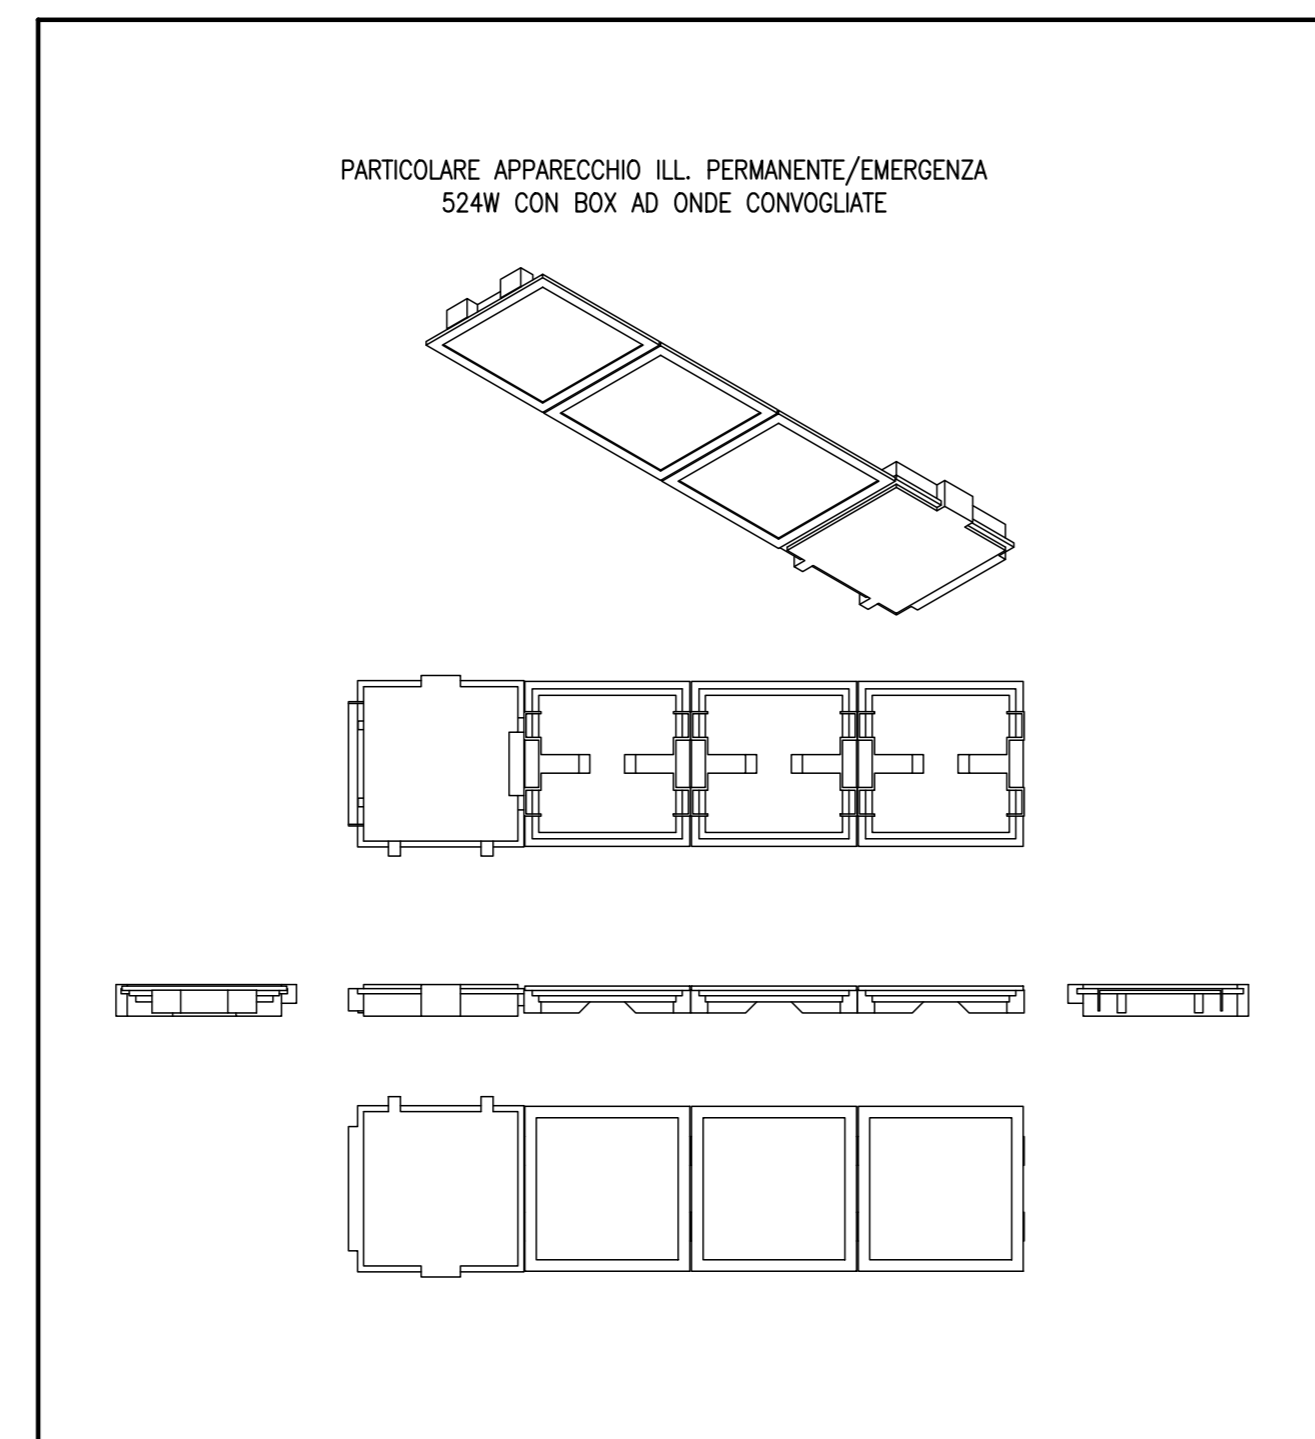 PARTICOLARE APPARECCHIO ILL. PERMANENTE/EMERGENZA
524W CON BOX AD ONDE CONVOGLIATE